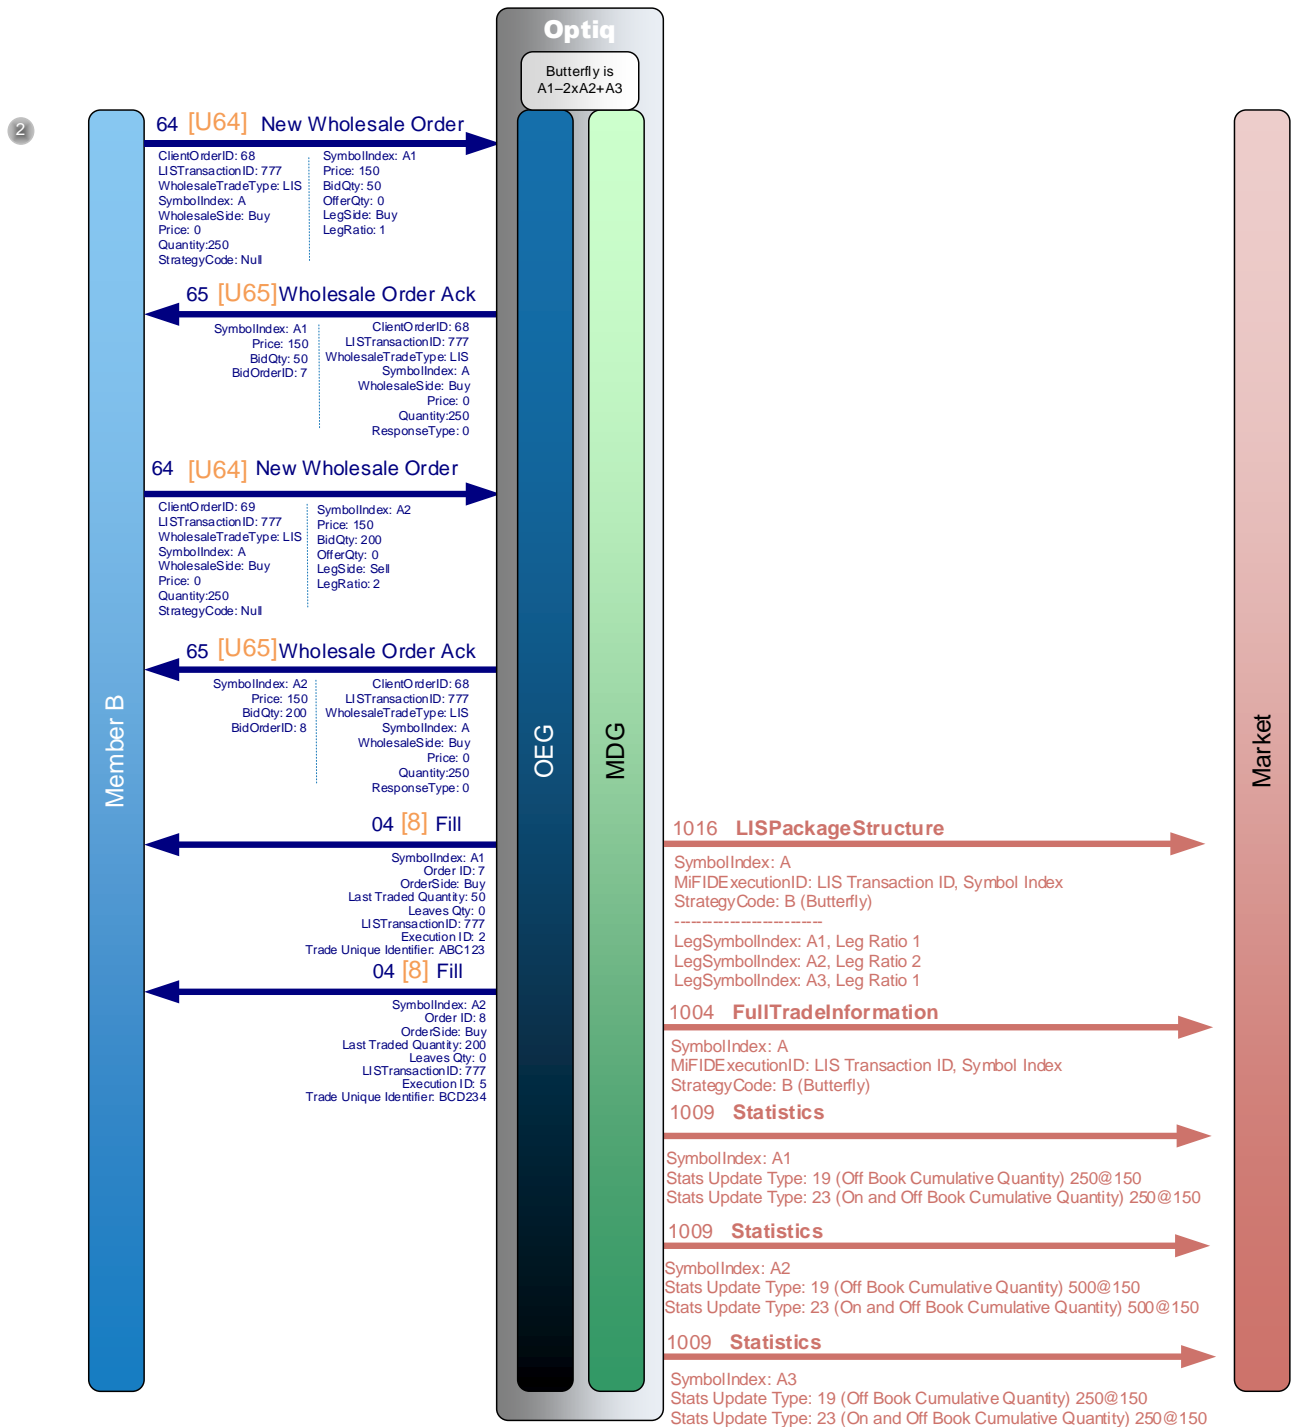 Optiq
Butterfly is
A1–2xA2+A3
2
64 [U64] New Wholesale Order
ClientOrderID: 68
LISTransactionID: 777
WholesaleTradeType: LIS
SymbolIndex: A
WholesaleSide: Buy
Price: 0
Quantity:250
StrategyCode: Null
SymbolIndex: A1
Price: 150
BidQty: 50
OfferQty: 0
LegSide: Buy
LegRatio: 1
65 [U65] Wholesale Order Ack
SymbolIndex: A1
Price: 150
BidQty: 50
BidOrderID: 7
ClientOrderID: 68
LISTransactionID: 777
WholesaleTradeType: LIS
SymbolIndex: A
WholesaleSide: Buy
Price: 0
Quantity:250
ResponseType: 0
64 [U64] New Wholesale Order
ClientOrderID: 69
LISTransactionID: 777
WholesaleTradeType: LIS
SymbolIndex: A
WholesaleSide: Buy
Price: 0
Quantity:250
StrategyCode: Null
SymbolIndex: A2
Price: 150
BidQty: 200
OfferQty: 0
LegSide: Sell
LegRatio: 2
65 [U65] Wholesale Order Ack
SymbolIndex: A2
Price: 150
BidQty: 200
BidOrderID: 8
ClientOrderID: 68
LISTransactionID: 777
WholesaleTradeType: LIS
SymbolIndex: A
WholesaleSide: Buy
Price: 0
Quantity:250
ResponseType: 0
Member B
OEG
MDG
Market
04 [8] Fill
SymbolIndex: A1
Order ID: 7
OrderSide: Buy
Last Traded Quantity: 50
Leaves Qty: 0
LISTransactionID: 777
Execution ID: 2
Trade Unique Identifier: ABC123
04 [8] Fill
SymbolIndex: A2
Order ID: 8
OrderSide: Buy
Last Traded Quantity: 200
Leaves Qty: 0
LISTransactionID: 777
Execution ID: 5
Trade Unique Identifier: BCD234
1016 LISPackageStructure
SymbolIndex: A
MiFIDExecutionID: LIS Transaction ID, Symbol Index
StrategyCode: B (Butterfly)
---------------------------
LegSymbolIndex: A1, Leg Ratio 1
LegSymbolIndex: A2, Leg Ratio 2
LegSymbolIndex: A3, Leg Ratio 1
1004 FullTradeInformation
SymbolIndex: A
MiFIDExecutionID: LIS Transaction ID, Symbol Index
StrategyCode: B (Butterfly)
1009 Statistics
SymbolIndex: A1
Stats Update Type: 19 (Off Book Cumulative Quantity) 250@150
Stats Update Type: 23 (On and Off Book Cumulative Quantity) 250@150
1009 Statistics
SymbolIndex: A2
Stats Update Type: 19 (Off Book Cumulative Quantity) 500@150
Stats Update Type: 23 (On and Off Book Cumulative Quantity) 500@150
1009 Statistics
SymbolIndex: A3
Stats Update Type: 19 (Off Book Cumulative Quantity) 250@150
Stats Update Type: 23 (On and Off Book Cumulative Quantity) 250@150